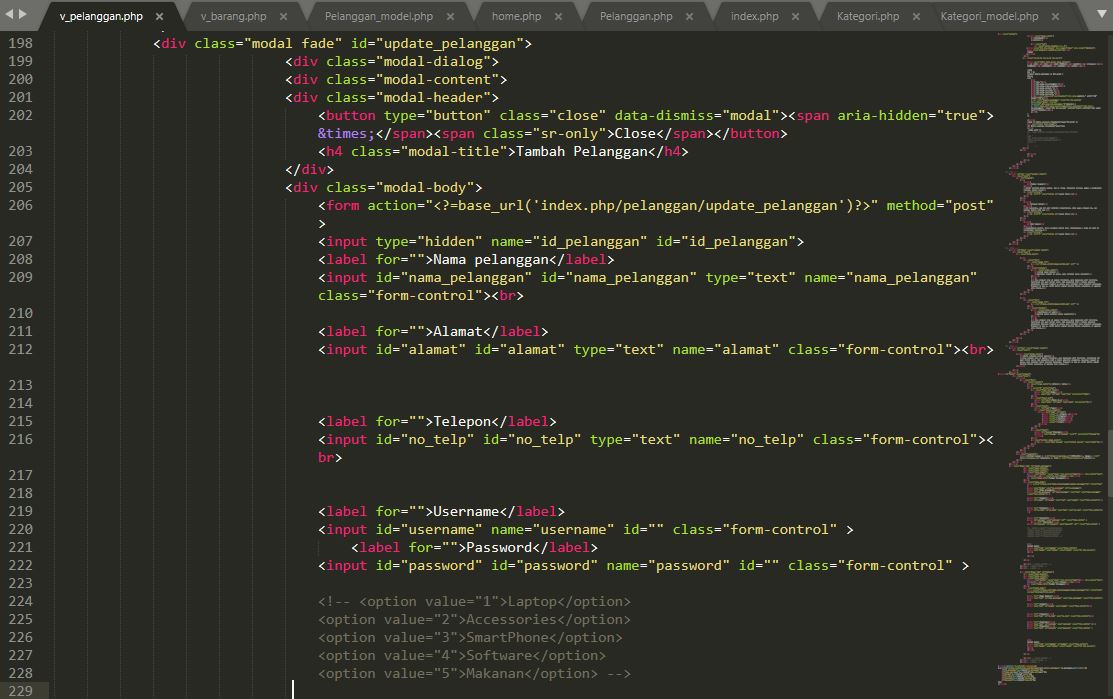 v_pelanggan.php × v_barang.php × Pelanggan_model.php × home.php × Pelanggan.php × index.php × Kategori.php × Kategori_model.php ×
198 <div class="modal fade" id="update_pelanggan">
199 <div class="modal-dialog">
200 <div class="modal-content">
201 <div class="modal-header">
202 <button type="button" class="close" data-dismiss="modal"><span aria-hidden="true">
&times;</span><span class="sr-only">Close</span></button>
203 <h4 class="modal-title">Tambah Pelanggan</h4>
204 </div>
205 <div class="modal-body">
206 <form action="<?=base_url('index.php/pelanggan/update_pelanggan')?>" method="post"
>
207 <input type="hidden" name="id_pelanggan" id="id_pelanggan">
208 <label for="">Nama pelanggan</label>
209 <input id="nama_pelanggan" id="nama_pelanggan" type="text" name="nama_pelanggan"
class="form-control"><br>
210
211 <label for="">Alamat</label>
212 <input id="alamat" id="alamat" type="text" name="alamat" class="form-control"><br>
213
214
215 <label for="">Telepon</label>
216 <input id="no_telp" id="no_telp" type="text" name="no_telp" class="form-control"><
br>
217
218
219 <label for="">Username</label>
220 <input id="username" name="username" id="" class="form-control" >
221 <label for="">Password</label>
222 <input id="password" id="password" name="password" id="" class="form-control" >
223
224 <!-- <option value="1">Laptop</option>
225 <option value="2">Accessories</option>
226 <option value="3">SmartPhone</option>
227 <option value="4">Software</option>
228 <option value="5">Makanan</option> -->
229